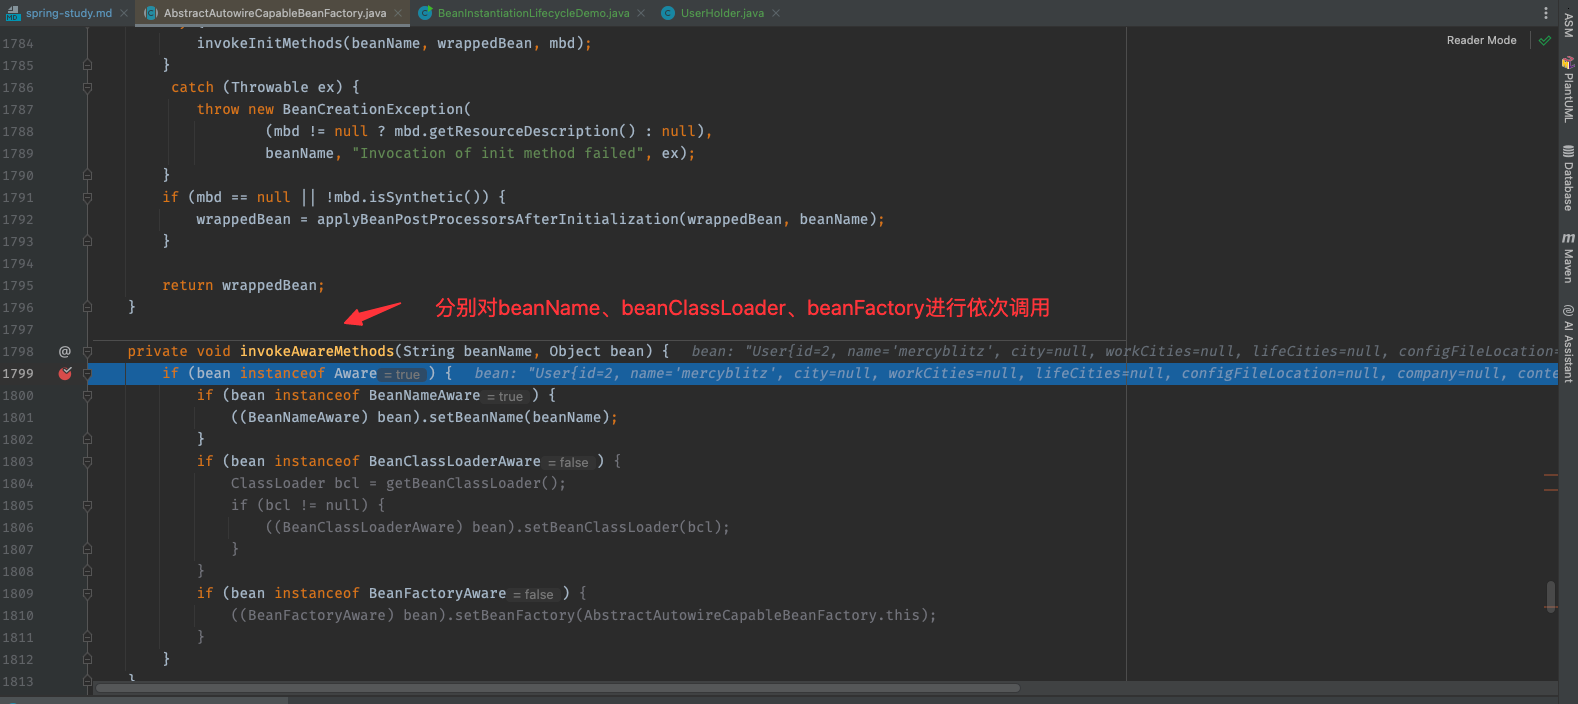 spring-study.md
AbstractAutowireCapableBeanFactory.java
BeanInstantiationLifecycleDemo.java
UserHolder.java
Reader Mode
1784 invokeInitMethods(beanName, wrappedBean, mbd);
1785 }
1786 catch (Throwable ex) {
1787 throw new BeanCreationException(
1788 (mbd != null ? mbd.getResourceDescription() : null),
1789 beanName, "Invocation of init method failed", ex);
1790 }
1791 if (mbd == null || !mbd.isSynthetic()) {
1792 wrappedBean = applyBeanPostProcessorsAfterInitialization(wrappedBean, beanName);
1793 }
1794
1795 return wrappedBean;
1796 }
分别对beanName、beanClassLoader、beanFactory进行依次调用
1797
1798 @ private void invokeAwareMethods(String beanName, Object bean) { bean: "User{id=2, name='mercyblitz', city=null, workCities=null, lifeCities=null, configFileLocation=
1799 if (bean instanceof Aware = true ) { bean: "User{id=2, name='mercyblitz', city=null, workCities=null, lifeCities=null, configFileLocation=null, company=null, conte
1800 if (bean instanceof BeanNameAware = true ) {
1801 ((BeanNameAware) bean).setBeanName(beanName);
1802 }
1803 if (bean instanceof BeanClassLoaderAware = false ) {
1804 ClassLoader bcl = getBeanClassLoader();
1805 if (bcl != null) {
1806 ((BeanClassLoaderAware) bean).setBeanClassLoader(bcl);
1807 }
1808 }
1809 if (bean instanceof BeanFactoryAware = false ) {
1810 ((BeanFactoryAware) bean).setBeanFactory(AbstractAutowireCapableBeanFactory.this);
1811 }
1812 }
1813 }
ASM
PlantUML
Database
Maven
AI Assistant